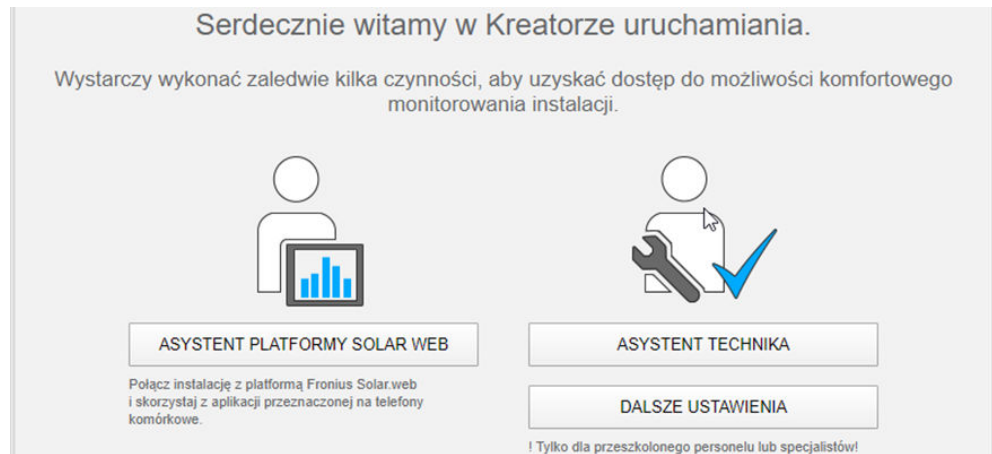 Serdecznie witamy w Kreatorze uruchamiania.
Wystarczy wykonać zaledwie kilka czynności, aby uzyskać dostęp do możliwości komfortowego
monitorowania instalacji.
ASYSTENT PLATFORMY SOLAR WEB
Połącz instalację z platformą Fronius Solar.web
i skorzystaj z aplikacji przeznaczonej na telefony
komórkowe.
ASYSTENT TECHNIKA
DALSZE USTAWIENIA
! Tylko dla przeszkolonego personelu lub specjalistów!